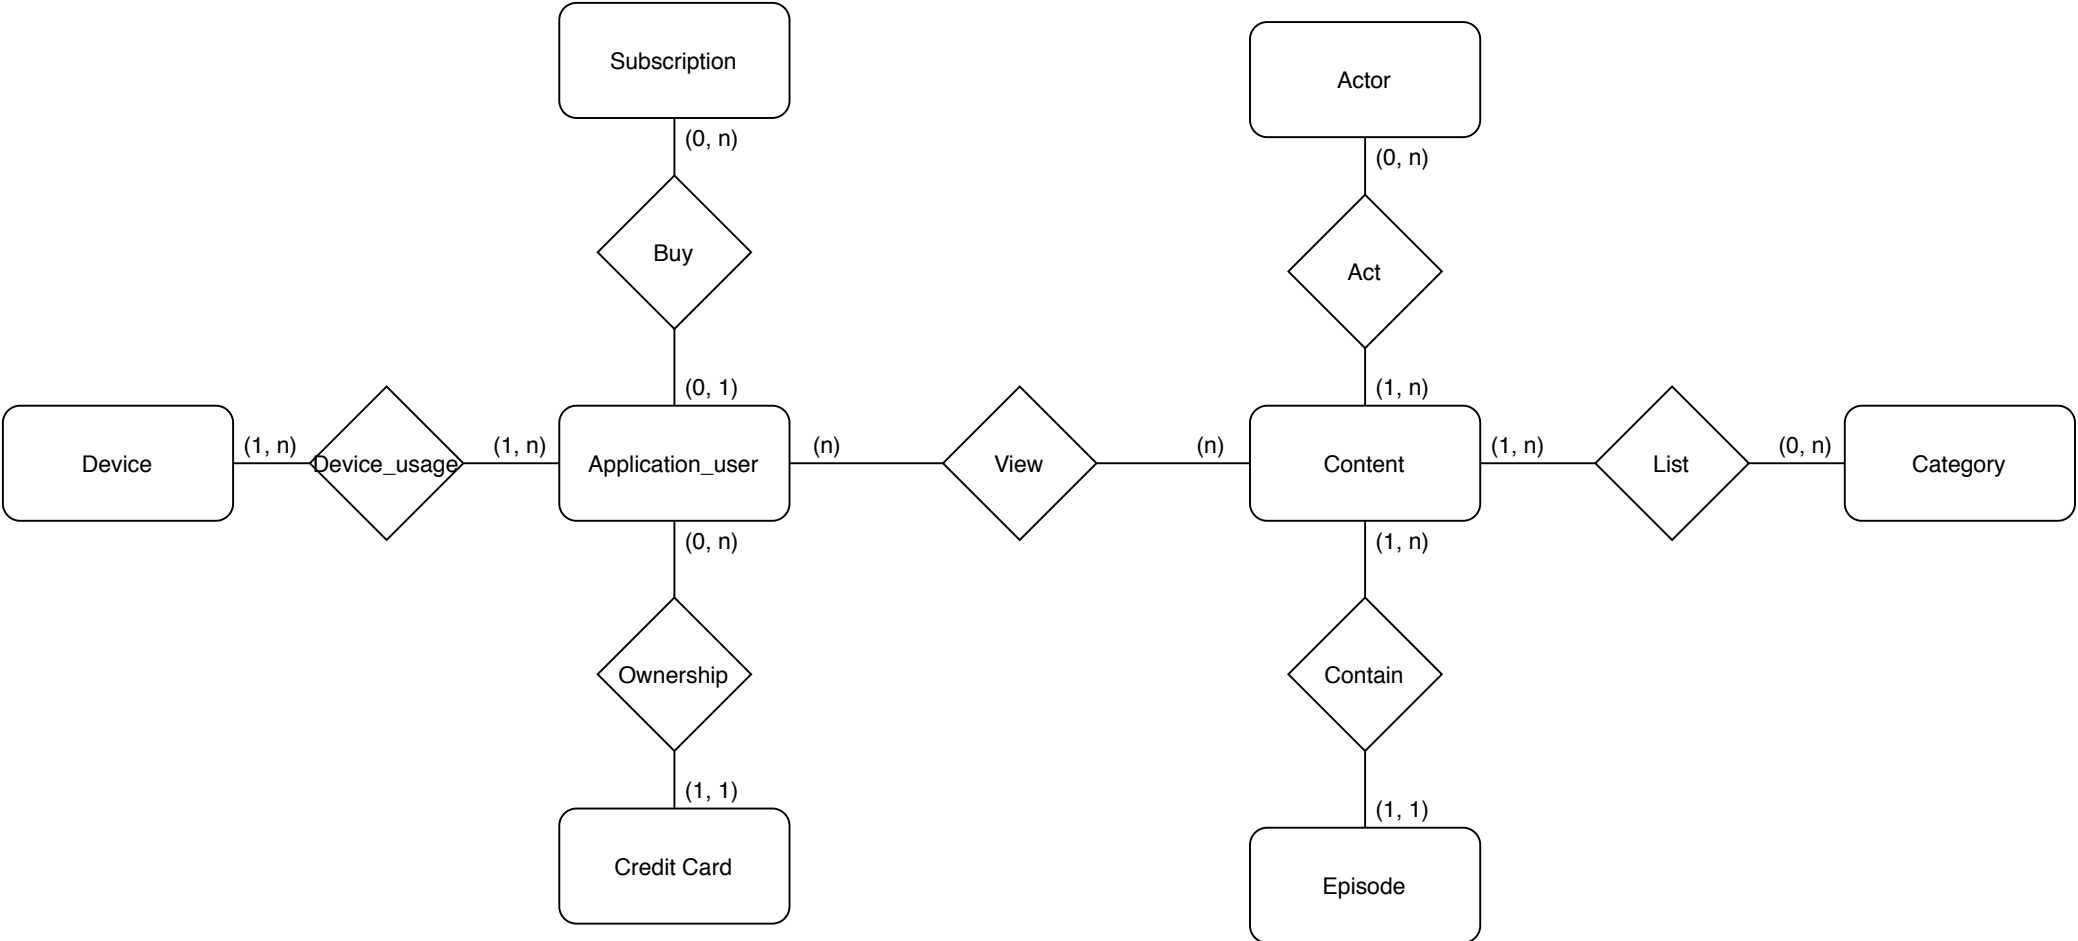 Subscription
(0, n)
Buy
(0, 1)
Actor
(0, n)
Act
(1, n)
Device
(1, n)
Device_usage
(1, n)
Application_user
(n)
View
(n)
Content
(1, n)
List
(0, n)
Category
(0, n)
Ownership
(1, 1)
Credit Card
(1, n)
Contain
(1, 1)
Episode